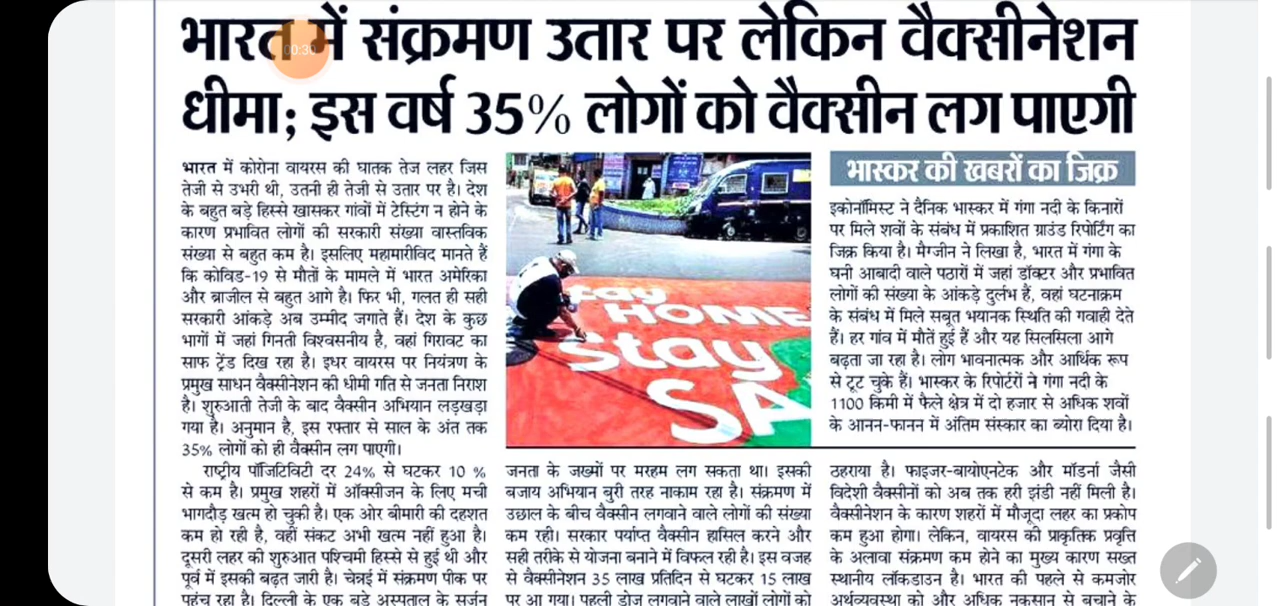 भारत में संक्रमण उतार पर लेकिन वैक्सीनेशन
धीमा; इस वर्ष 35% लोगों को वैक्सीन लग पाएगी
00:30
भारत में कोरोना वायरस की घातक तेज लहर जिस
तेजी से उभरी थी, उतनी ही तेजी से उतार पर है। देश
के बहुत बड़े हिस्से खासकर गांवों में टेस्टिंग न होने के
कारण प्रभावित लोगों की सरकारी संख्या वास्तविक
संख्या से बहुत कम है। इसलिए महामारीविद मानते हैं
कि कोविड-19 से मौतों के मामले में भारत अमेरिका
और ब्राजील से बहुत आगे है। फिर भी, गलत ही सही
सरकारी आंकड़े अब उम्मीद जगाते हैं। देश के कुछ
भागों में जहां गिनती विश्वसनीय है, वहां गिरावट का
साफ ट्रेंड दिख रहा है। इधर वायरस पर नियंत्रण के
प्रमुख साधन वैक्सीनेशन की धीमी गति से जनता निराश
है। शुरुआती तेजी के बाद वैक्सीन अभियान लड़खड़ा
गया है। अनुमान है, इस रफ्तार से साल के अंत तक
35% लोगों को ही वैक्सीन लग पाएगी।
राष्ट्रीय पॉजिटिविटी दर 24% से घटकर 10 %
से कम है। प्रमुख शहरों में ऑक्सीजन के लिए मची
भागदौड़ खत्म हो चुकी है। एक ओर बीमारी की दहशत
कम हो रही है, वहीं संकट अभी खत्म नहीं हुआ है।
दूसरी लहर की शुरुआत पश्चिमी हिस्से से हुई थी और
पूर्व में इसकी बढ़त जारी है। चेन्नई में संक्रमण पीक पर
पहुंच रहा है। दिल्ली के एक बड़े अस्पताल के सर्जन
Stay
HOME
Stay
SA
जनता के जख्मों पर मरहम लग सकता था। इसकी
बजाय अभियान बुरी तरह नाकाम रहा है। संक्रमण में
उछाल के बीच वैक्सीन लगवाने वाले लोगों की संख्या
कम रही। सरकार पर्याप्त वैक्सीन हासिल करने और
सही तरीके से योजना बनाने में विफल रही है। इस वजह
से वैक्सीनेशन 35 लाख प्रतिदिन से घटकर 15 लाख
पर आ गया। पहली डोज लगवाने वाले लाखों लोगों को
भास्कर की खबरों का जिक्र
इकोनॉमिस्ट ने दैनिक भास्कर में गंगा नदी के किनारों
पर मिले शवों के संबंध में प्रकाशित ग्राउंड रिपोर्टिंग का
जिक्र किया है। मैग्जीन ने लिखा है, भारत में गंगा के
घनी आबादी वाले पठारों में जहां डॉक्टर और प्रभावित
लोगों की संख्या के आंकड़े दुर्लभ हैं, वहां घटनाक्रम
के संबंध में मिले सबूत भयानक स्थिति की गवाही देते
हैं। हर गांव में मौतें हुई हैं और यह सिलसिला आगे
बढ़ता जा रहा है। लोग भावनात्मक और आर्थिक रूप
से टूट चुके हैं। भास्कर के रिपोर्टरों ने गंगा नदी के
1100 किमी में फैले क्षेत्र में दो हजार से अधिक शवों
के आनन-फानन में अंतिम संस्कार का ब्योरा दिया है।
ठहराया है। फाइजर-बायोएनटेक और मॉडर्ना जैसी
विदेशी वैक्सीनों को अब तक हरी झंडी नहीं मिली है।
वैक्सीनेशन के कारण शहरों में मौजूदा लहर का प्रकोप
कम हुआ होगा। लेकिन, वायरस की प्राकृतिक प्रवृत्ति
के अलावा संक्रमण कम होने का मुख्य कारण सख्त
स्थानीय लॉकडाउन है। भारत की पहले से कमजोर
अर्थव्यवस्था को और अधिक नुकसान से बचाने के